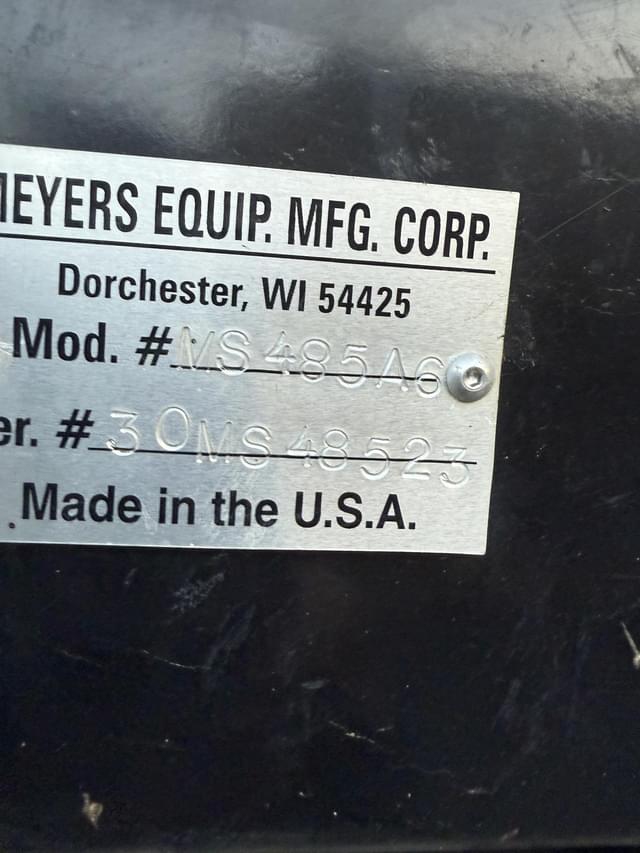 MEYERS EQUIP. MFG. CORP.
Dorchester, WI 54425
Mod. # MS485A6
er. # 30MS48523
Made in the U.S.A.